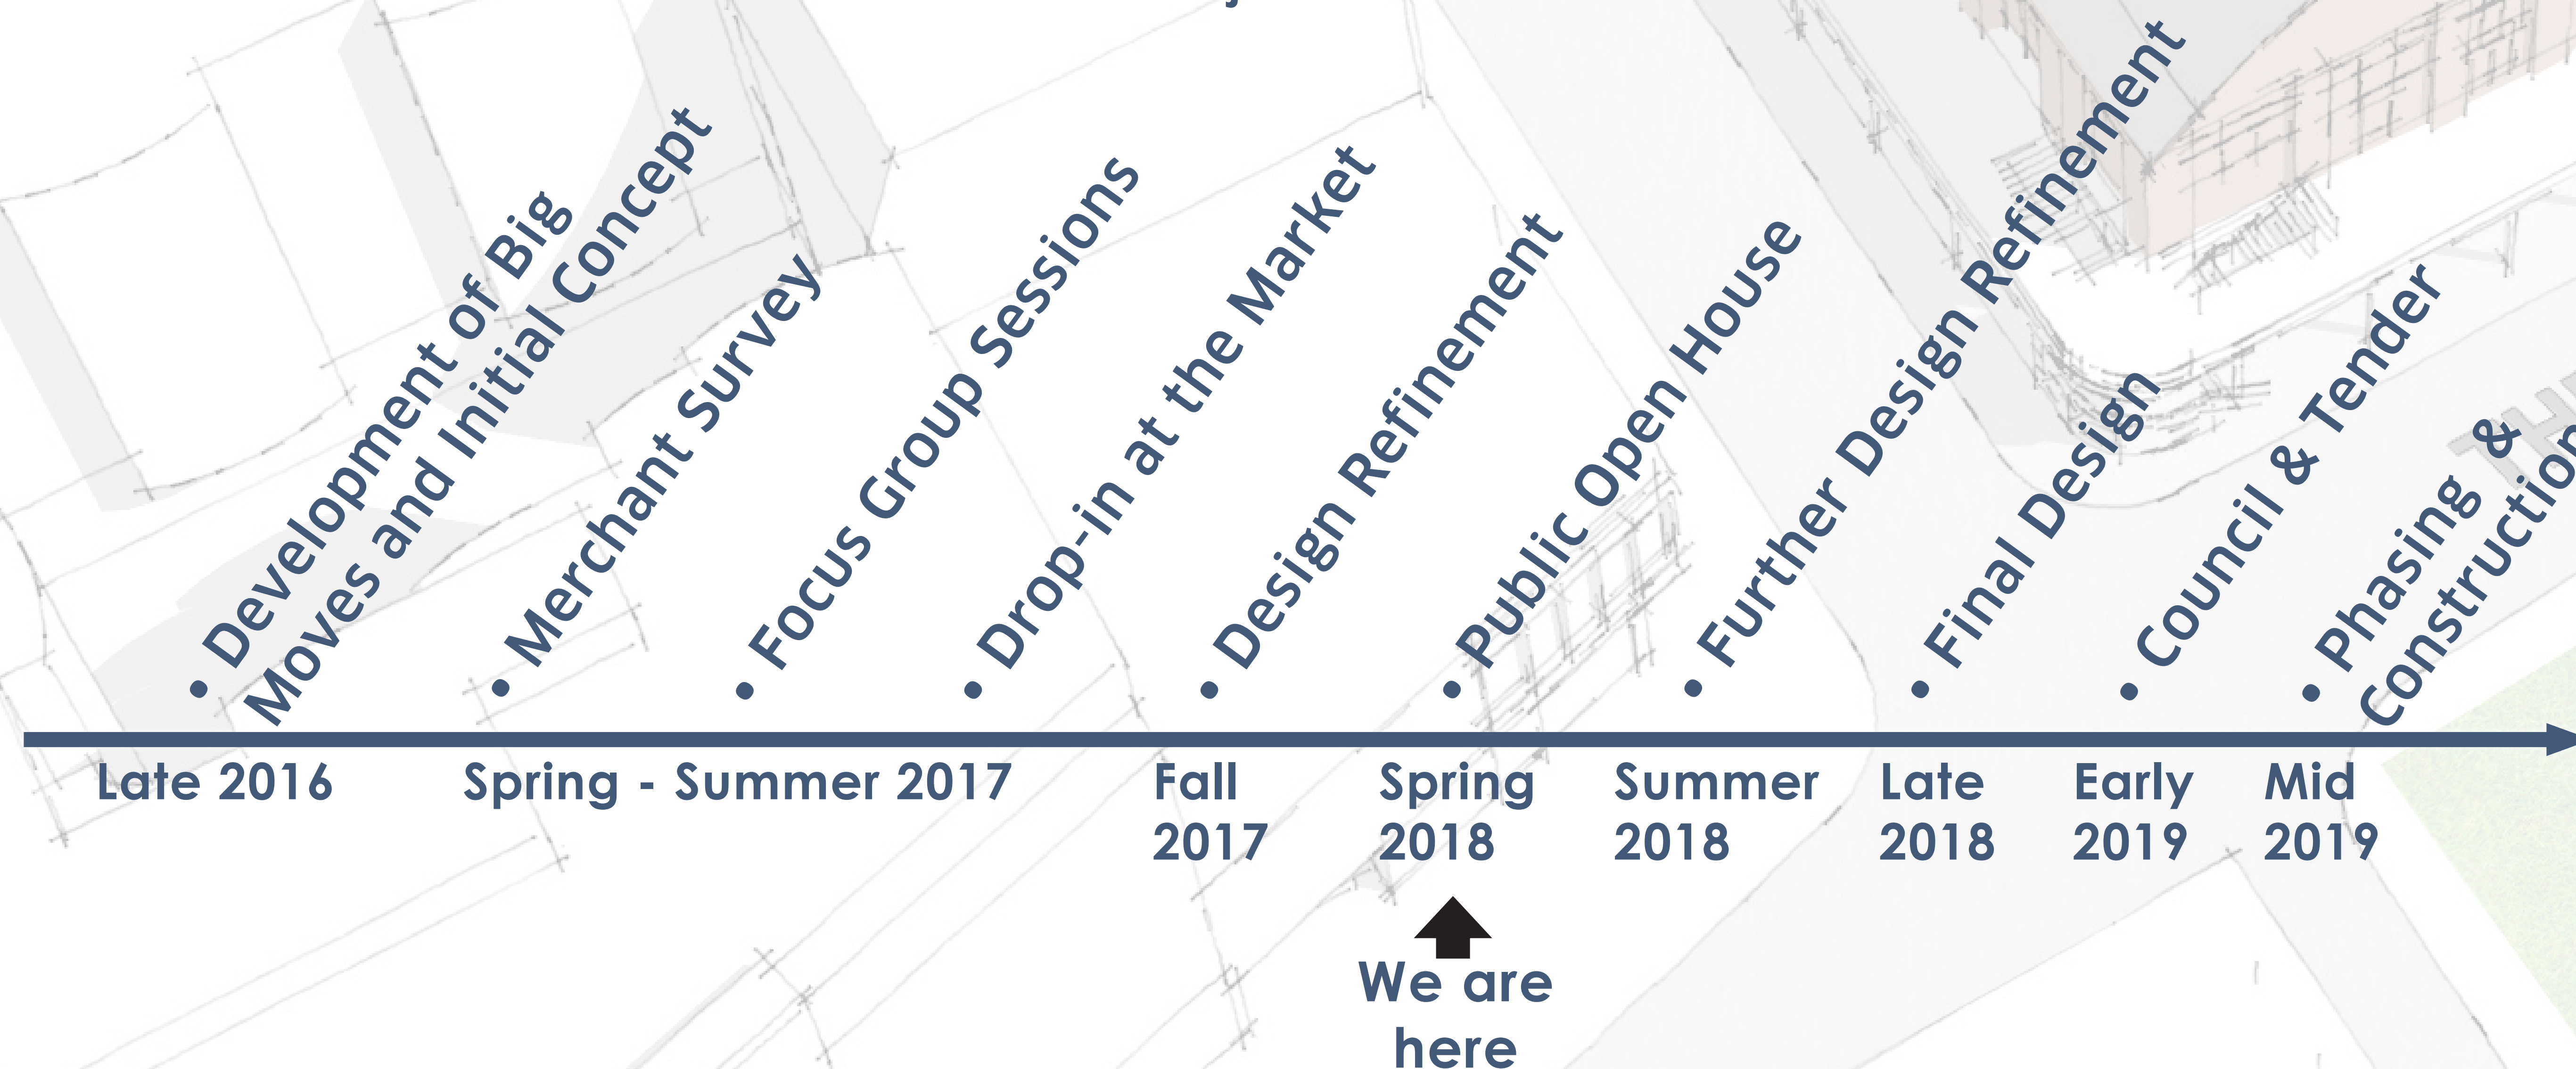 • Development of Big
Moves and Initial Concept
• Merchant Survey
• Focus Group Sessions
• Drop-in at the Market
• Design Refinement
• Public Open House
• Further Design Refinement
• Final Design
• Council & Tender
• Phasing &
Construction
Late 2016
Spring - Summer 2017
Fall
2017
Spring
2018
Summer
2018
Late
2018
Early
2019
Mid
2019
We are
here